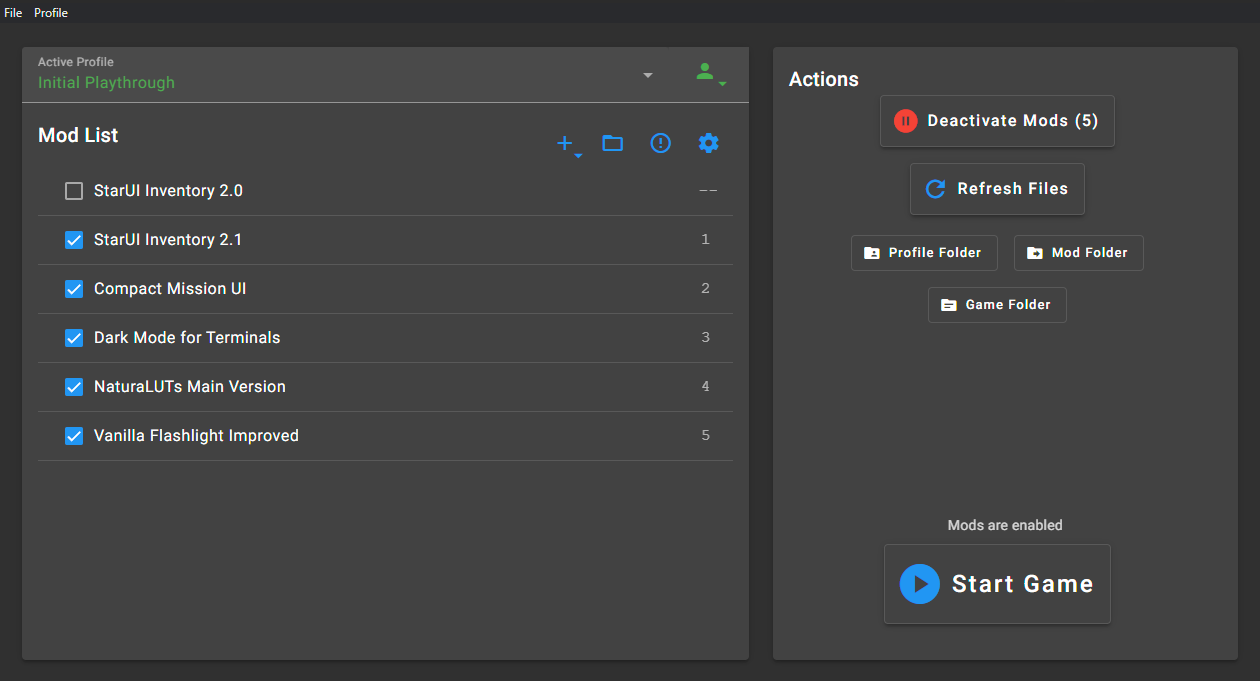 File Profile
Active Profile
Initial Playthrough
Mod List
StarUI Inventory 2.0 --
StarUI Inventory 2.1 1
Compact Mission UI 2
Dark Mode for Terminals 3
NaturaLUTs Main Version 4
Vanilla Flashlight Improved 5
Actions
Deactivate Mods (5)
Refresh Files
Profile Folder Mod Folder
Game Folder
Mods are enabled
Start Game